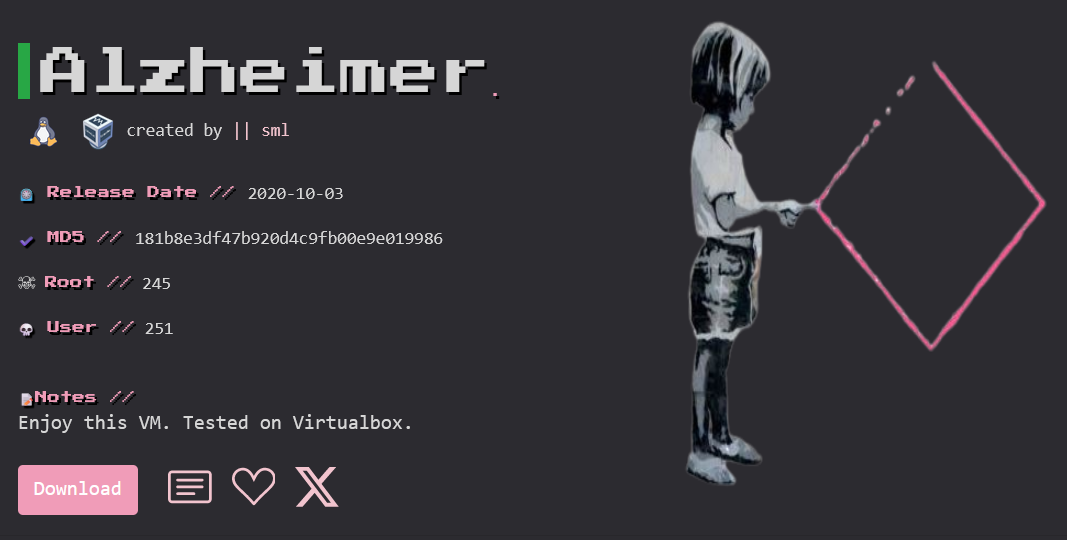 Alzheimer.
created by || sml
Release Date // 2020-10-03
MD5 // 181b8e3df47b920d4c9fb00e9e019986
Root // 245
User // 251
Notes //
Enjoy this VM. Tested on Virtualbox.
Download